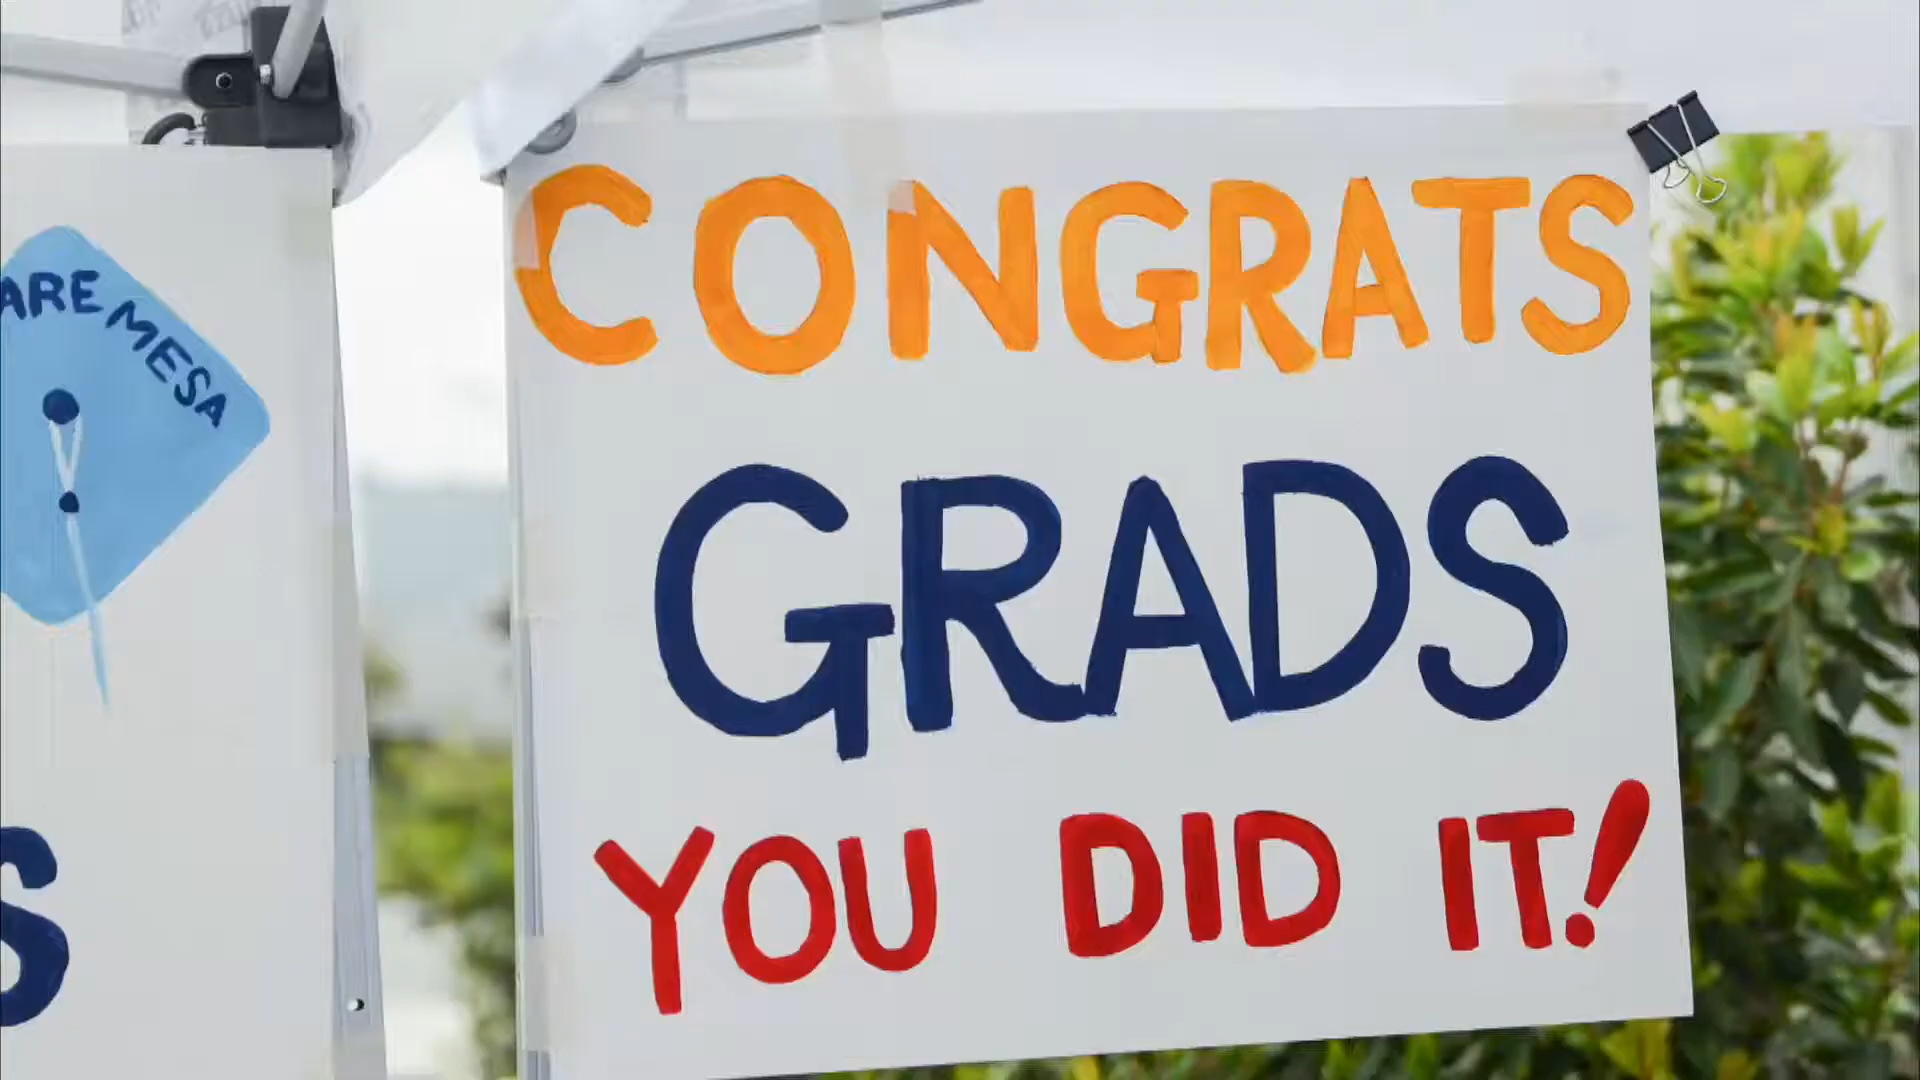 ARE MESA
S
CONGRATS
GRADS
YOU DID IT!